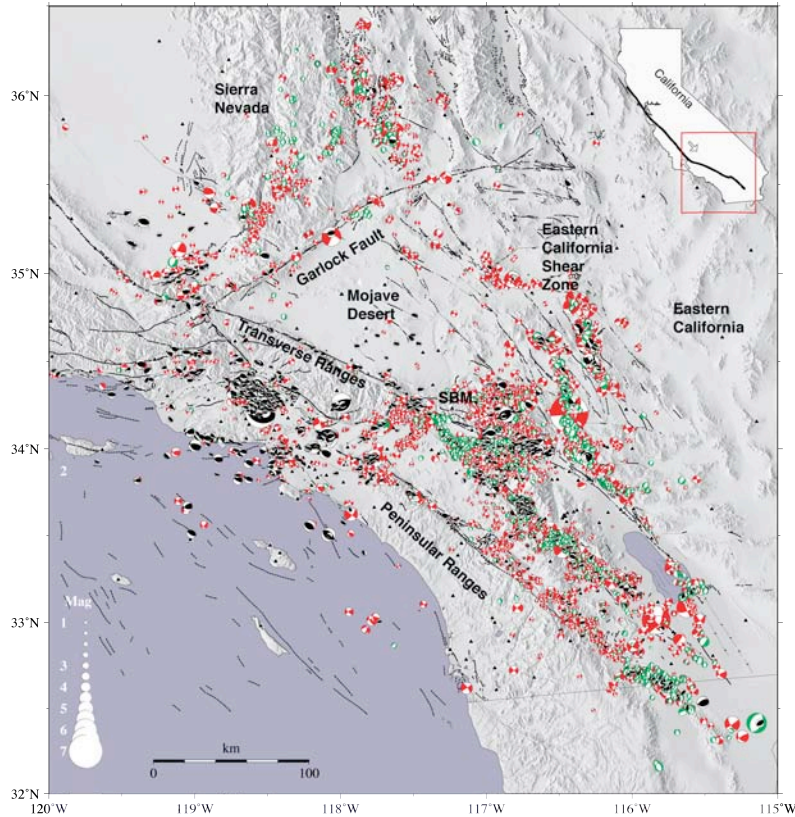 36°N
Sierra
Nevada
California
35°N
Garlock Fault
Eastern
California
Shear
Zone
Mojave
Desert
Eastern
California
Transverse Ranges
SBM
34°N
2
Peninsular Ranges
33°N
Mag
1
3
4
5
6
7
km
0
100
32°N
120°W
119°W
118°W
117°W
116°W
115°W